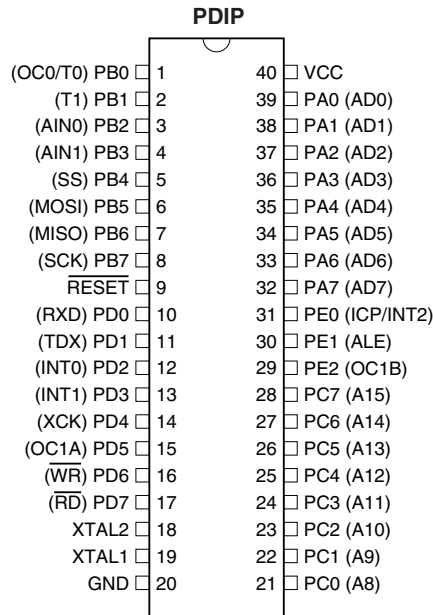 PDIP
(OC0/T0) PB0 1 40 VCC
(T1) PB1 2 39 PA0 (AD0)
(AIN0) PB2 3 38 PA1 (AD1)
(AIN1) PB3 4 37 PA2 (AD2)
(SS) PB4 5 36 PA3 (AD3)
(MOSI) PB5 6 35 PA4 (AD4)
(MISO) PB6 7 34 PA5 (AD5)
(SCK) PB7 8 33 PA6 (AD6)
RESET 9 32 PA7 (AD7)
(RXD) PD0 10 31 PE0 (ICP/INT2)
(TDX) PD1 11 30 PE1 (ALE)
(INT0) PD2 12 29 PE2 (OC1B)
(INT1) PD3 13 28 PC7 (A15)
(XCK) PD4 14 27 PC6 (A14)
(OC1A) PD5 15 26 PC5 (A13)
(WR) PD6 16 25 PC4 (A12)
(RD) PD7 17 24 PC3 (A11)
XTAL2 18 23 PC2 (A10)
XTAL1 19 22 PC1 (A9)
GND 20 21 PC0 (A8)